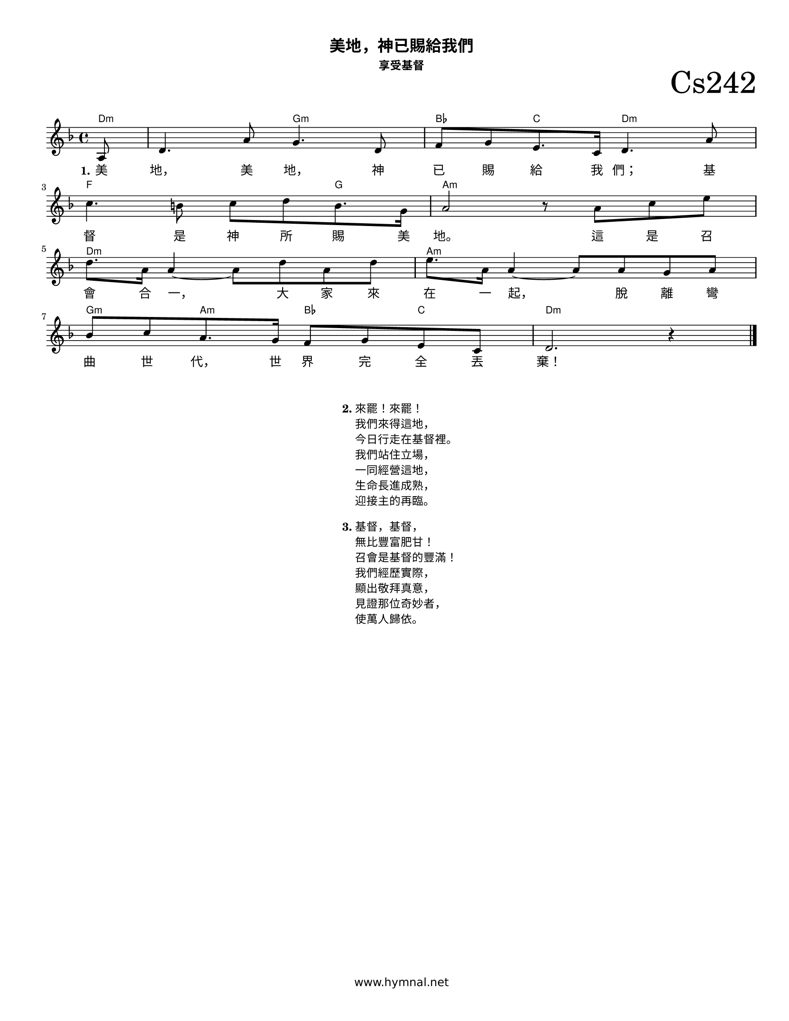 美地，神已賜給我們
享受基督
Cs242
Dm Gm B♭ C Dm
1. 美 地， 美 地， 神 已 賜 給 我 們； 基
3
F G Am
督 是 神 所 賜 美 地。 這 是 召
5
Dm Am
會 合 一， 大 家 來 在 一 起， 脫 離 彎
7
Gm Am B♭ C Dm
曲 世 代， 世 界 完 全 丟 棄！
2. 來罷！來罷！
我們來得這地，
今日行走在基督裡。
我們站住立場，
一同經營這地，
生命長進成熟，
迎接主的再臨。
3. 基督，基督，
無比豐富肥甘！
召會是基督的豐滿！
我們經歷實際，
顯出敬拜真意，
見證那位奇妙者，
使萬人歸依。
www.hymnal.net